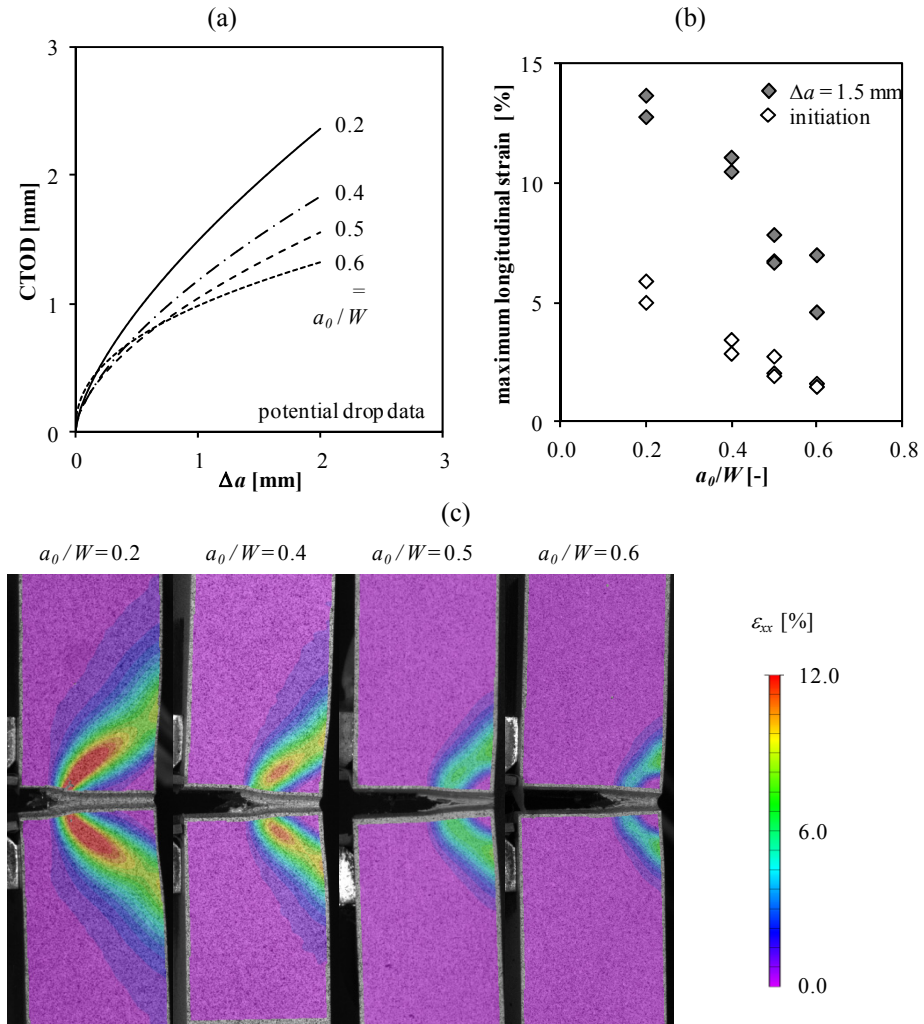 (a)
3
2
1
0
CTOD [mm]
0.2
0.4
0.5
0.6
=
a₀ / W
potential drop data
0 1 2 3
Δa [mm]
(b)
15
10
5
0
maximum longitudinal strain [%]
Δa = 1.5 mm
initiation
0.0 0.2 0.4 0.6 0.8
a₀/W [-]
(c)
a₀ / W = 0.2 a₀ / W = 0.4 a₀ / W = 0.5 a₀ / W = 0.6
εxx [%]
12.0
6.0
0.0